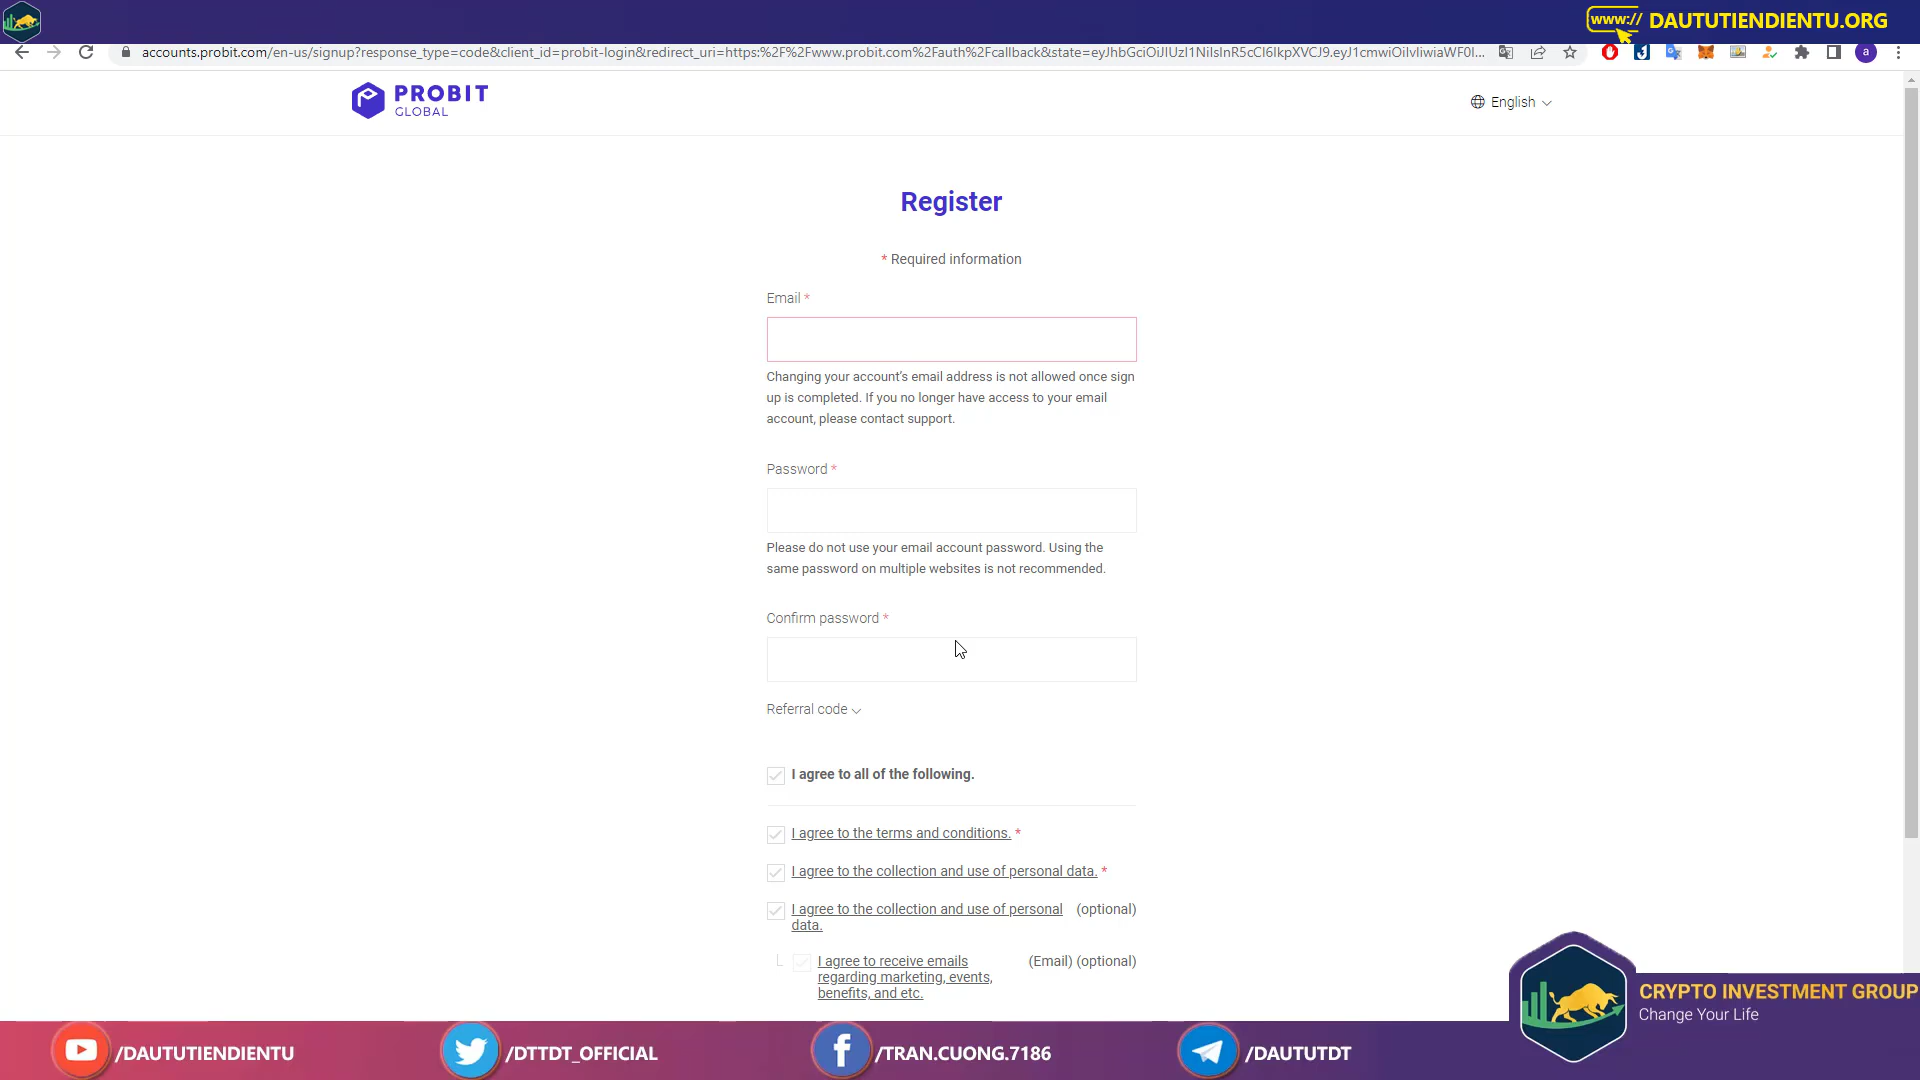 www:// DAUTUTIENDIENTU.ORG
accounts.probit.com/en-us/signup?response_type=code&client_id=probit-login&redirect_uri=https:%2F%2Fwww.probit.com%2Fauth%2Fcallback&state=
a
PROBIT
GLOBAL
English
Register
* Required information
Email *
Changing your account's email address is not allowed once sign
up is completed. If you no longer have access to your email
account, please contact support.
Password *
Please do not use your email account password. Using the
same password on multiple websites is not recommended.
Confirm password *
Referral code
I agree to all of the following.
I agree to the terms and conditions. *
I agree to the collection and use of personal data. *
I agree to the collection and use of personal (optional)
data.
I agree to receive emails (Email) (optional)
regarding marketing, events,
benefits, and etc.
CRYPTO INVESTMENT GROUP
Change Your Life
/DAUTUTIENDIENTU /DTTDT_OFFICIAL /TRAN.CUONG.7186 /DAUTUTDT